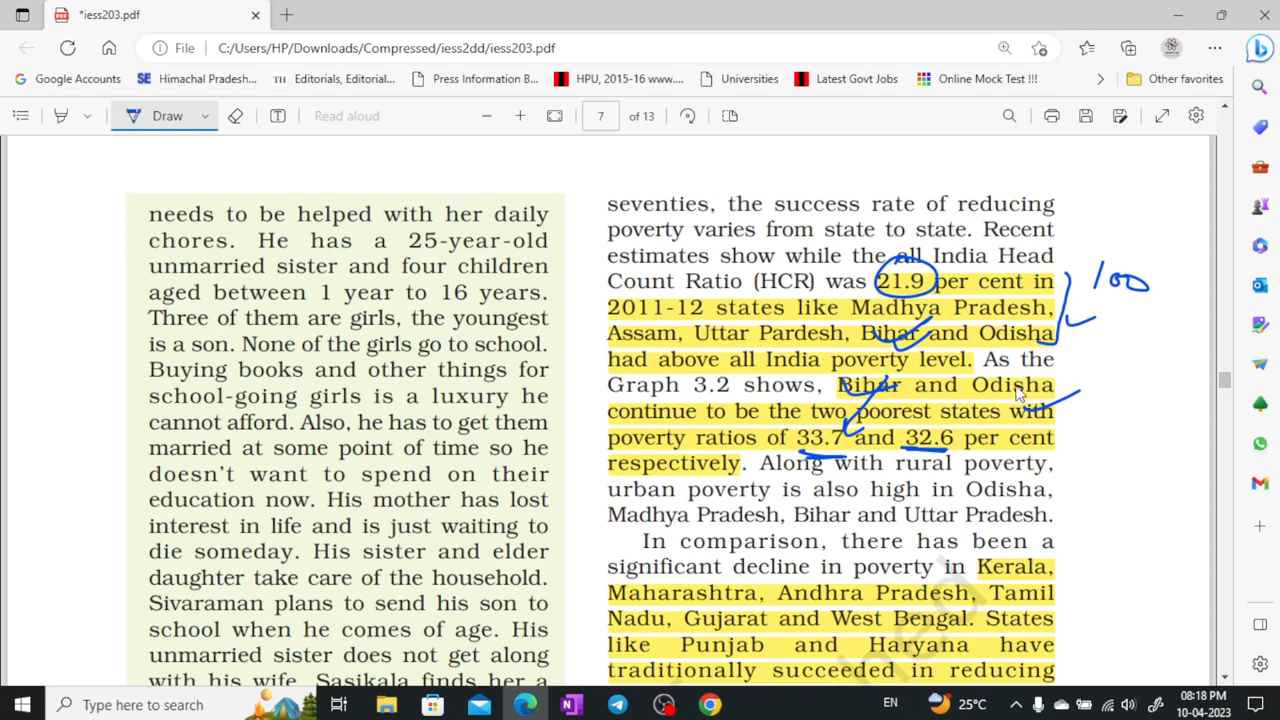 *iess203.pdf
File
C:/Users/HP/Downloads/Compressed/iess2dd/iess203.pdf
Google Accounts
SE Himachal Pradesh...
TH Editorials, Editorial...
Press Information B...
HPU, 2015-16 www....
Universities
Latest Govt Jobs
Online Mock Test !!!
Other favorites
Draw
Read aloud
7 of 13
needs to be helped with her daily
chores. He has a 25-year-old
unmarried sister and four children
aged between 1 year to 16 years.
Three of them are girls, the youngest
is a son. None of the girls go to school.
Buying books and other things for
school-going girls is a luxury he
cannot afford. Also, he has to get them
married at some point of time so he
doesn't want to spend on their
education now. His mother has lost
interest in life and is just waiting to
die someday. His sister and elder
daughter take care of the household.
Sivaraman plans to send his son to
school when he comes of age. His
unmarried sister does not get along
with his wife. Sasikala finds her a
seventies, the success rate of reducing
poverty varies from state to state. Recent
estimates show while the all India Head
Count Ratio (HCR) was 21.9 per cent in
2011-12 states like Madhya Pradesh,
Assam, Uttar Pardesh, Bihar and Odisha
had above all India poverty level. As the
Graph 3.2 shows, Bihar and Odisha
continue to be the two poorest states with
poverty ratios of 33.7 and 32.6 per cent
respectively. Along with rural poverty,
urban poverty is also high in Odisha,
Madhya Pradesh, Bihar and Uttar Pradesh.
In comparison, there has been a
significant decline in poverty in Kerala,
Maharashtra, Andhra Pradesh, Tamil
Nadu, Gujarat and West Bengal. States
like Punjab and Haryana have
traditionally succeeded in reducing
100
Type here to search
25°C
EN
08:18 PM
10-04-2023